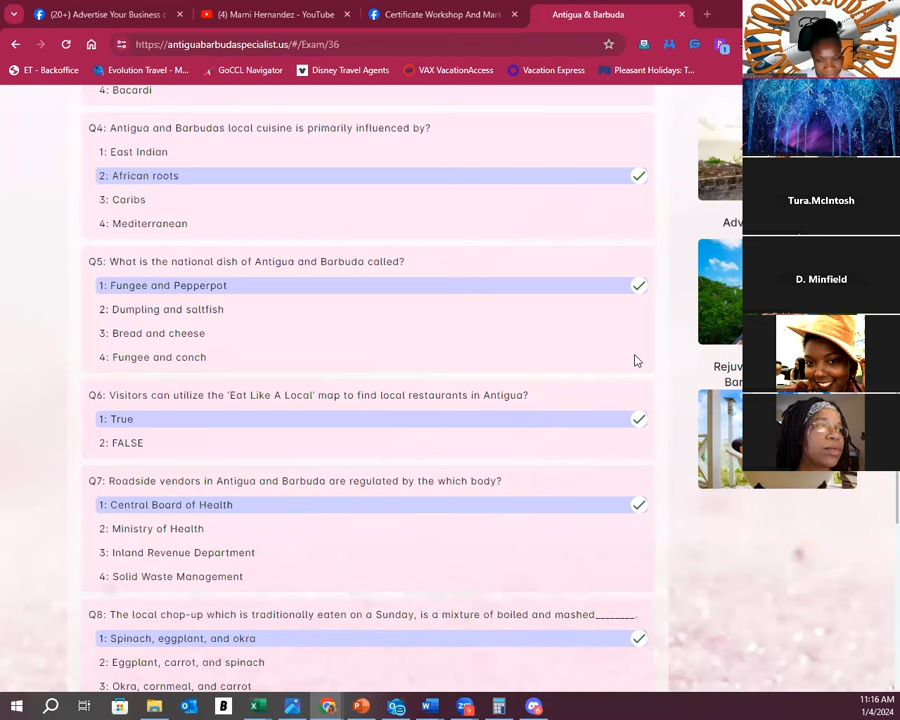 (20+) Advertise Your Business o
(4) Marni Hernandez - YouTube
Certificate Workshop And Mark
Antigua & Barbuda
https://antiguabarbudaspecialist.us/#/Exam/36
ET - Backoffice
Evolution Travel - M...
GoCCL Navigator
Disney Travel Agents
VAX VacationAccess
Vacation Express
Pleasant Holidays: T...
4: Bacardi
Q4: Antigua and Barbudas local cuisine is primarily influenced by?
1: East Indian
2: African roots
3: Caribs
4: Mediterranean
Q5: What is the national dish of Antigua and Barbuda called?
1: Fungee and Pepperpot
2: Dumpling and saltfish
3: Bread and cheese
4: Fungee and conch
Q6: Visitors can utilize the 'Eat Like A Local' map to find local restaurants in Antigua?
1: True
2: FALSE
Q7: Roadside vendors in Antigua and Barbuda are regulated by the which body?
1: Central Board of Health
2: Ministry of Health
3: Inland Revenue Department
4: Solid Waste Management
Q8: The local chop-up which is traditionally eaten on a Sunday, is a mixture of boiled and mashed________.
1: Spinach, eggplant, and okra
2: Eggplant, carrot, and spinach
3: Okra, cornmeal, and carrot
Adv
Rejuv
Bar
Tura.McIntosh
D. Minfield
11:16 AM
1/4/2024